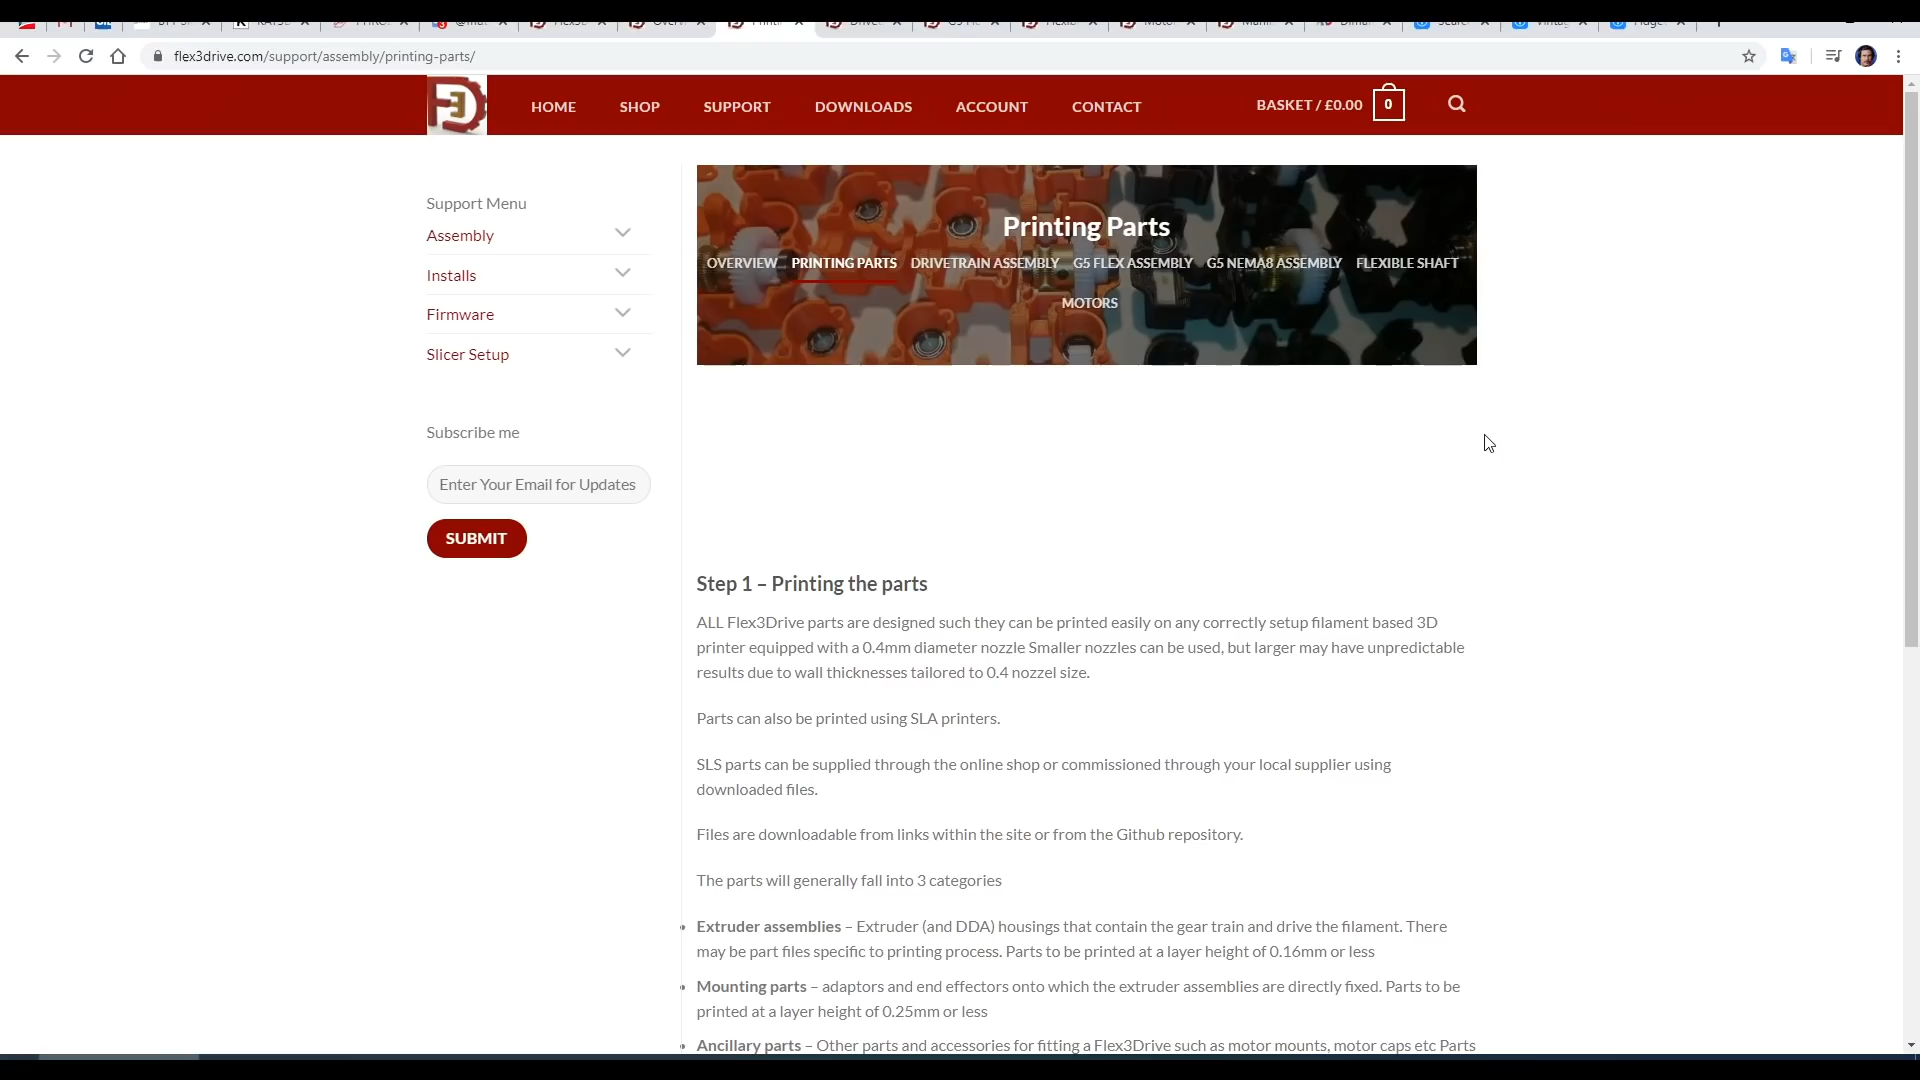 flex3drive.com/support/assembly/printing-parts/
F3D
HOME SHOP SUPPORT DOWNLOADS ACCOUNT CONTACT BASKET / £0.00 0
Support Menu
Assembly
Installs
Firmware
Slicer Setup
Subscribe me
Enter Your Email for Updates
SUBMIT
Printing Parts
OVERVIEW PRINTING PARTS DRIVETRAIN ASSEMBLY G5 FLEX ASSEMBLY G5 NEMA8 ASSEMBLY FLEXIBLE SHAFT
MOTORS
Step 1 – Printing the parts
ALL Flex3Drive parts are designed such they can be printed easily on any correctly setup filament based 3D
printer equipped with a 0.4mm diameter nozzle Smaller nozzles can be used, but larger may have unpredictable
results due to wall thicknesses tailored to 0.4 nozzel size.
Parts can also be printed using SLA printers.
SLS parts can be supplied through the online shop or commissioned through your local supplier using
downloaded files.
Files are downloadable from links within the site or from the Github repository.
The parts will generally fall into 3 categories
Extruder assemblies – Extruder (and DDA) housings that contain the gear train and drive the filament. There
may be part files specific to printing process. Parts to be printed at a layer height of 0.16mm or less
Mounting parts – adaptors and end effectors onto which the extruder assemblies are directly fixed. Parts to be
printed at a layer height of 0.25mm or less
Ancillary parts – Other parts and accessories for fitting a Flex3Drive such as motor mounts, motor caps etc Parts